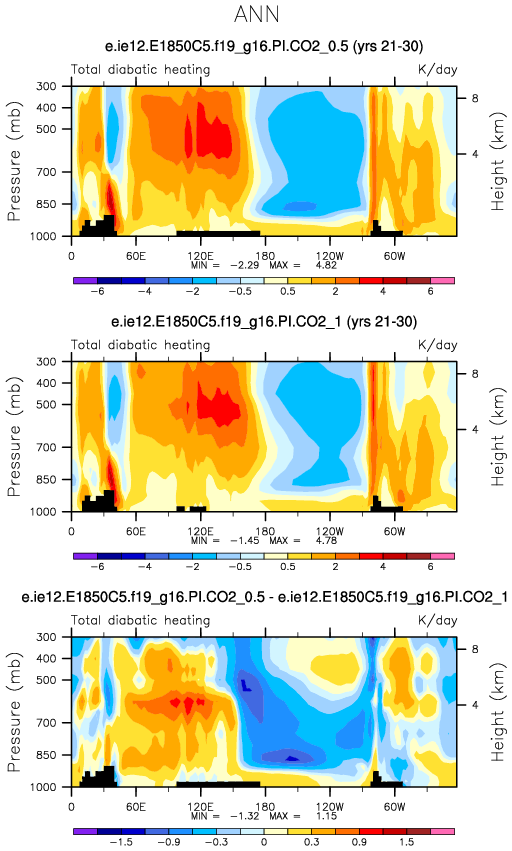 ANN
e.ie12.E1850C5.f19_g16.PI.CO2_0.5 (yrs 21-30)
Total diabatic heating K/day
Pressure (mb)
300
500
700
850
1000
8
4
Height (km)
0 60E 120E 180 120W 60W
MIN = -2.29 MAX = 4.82
-6 -4 -2 -1 -0.5 0.5 1 2 4 6
e.ie12.E1850C5.f19_g16.PI.CO2_1 (yrs 21-30)
Total diabatic heating K/day
Pressure (mb)
300
500
700
850
1000
8
4
Height (km)
0 60E 120E 180 120W 60W
MIN = -1.45 MAX = 4.78
-6 -4 -2 -1 -0.5 0.5 1 2 4 6
e.ie12.E1850C5.f19_g16.PI.CO2_0.5 - e.ie12.E1850C5.f19_g16.PI.CO2_1
Total diabatic heating K/day
Pressure (mb)
300
500
700
850
1000
8
4
Height (km)
0 60E 120E 180 120W 60W
MIN = -1.32 MAX = 1.15
-1.5 -0.9 -0.3 0 0.3 0.9 1.5